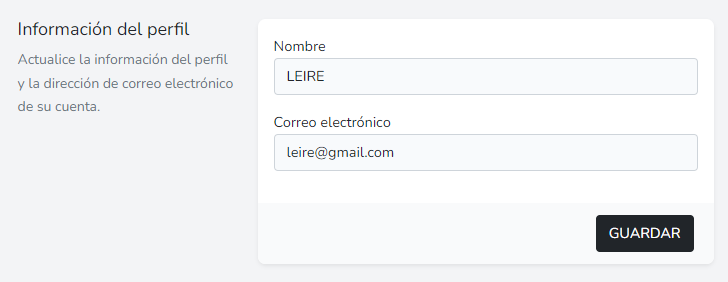 Información del perfil
Actualice la información del perfil
y la dirección de correo electrónico
de su cuenta.
Nombre
LEIRE
Correo electrónico
leire@gmail.com
GUARDAR